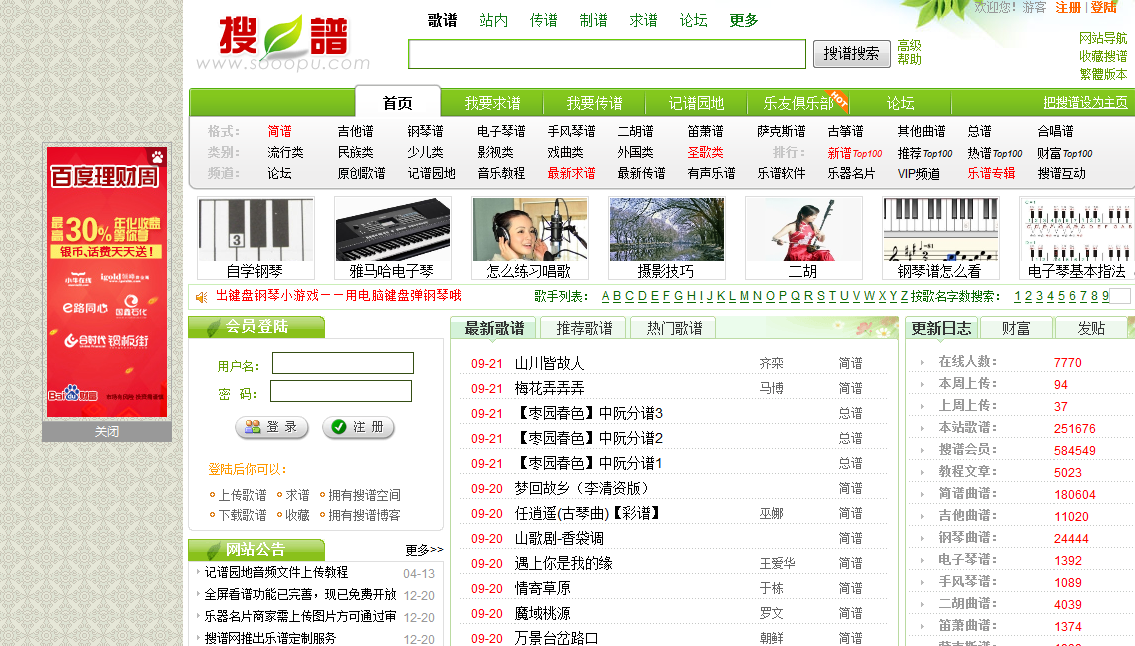 搜 譜
www.sooopu.com
歌谱 站内 传谱 制谱 求谱 论坛 更多
搜谱搜索
高级
帮助
欢迎您! 游客 注册 | 登陆
网站导航
收藏搜谱
繁體版本
首页 我要求谱 我要传谱 记谱园地 乐友俱乐部 HOT 论坛 把搜谱设为主页
格式: 简谱 吉他谱 钢琴谱 电子琴谱 手风琴谱 二胡谱 笛萧谱 萨克斯谱 古筝谱 其他曲谱 总谱 合唱谱
类别: 流行类 民族类 少儿类 影视类 戏曲类 外国类 圣歌类 排行: 新谱Top100 推荐Top100 热谱Top100 财富Top100
频道: 论坛 原创歌谱 记谱园地 音乐教程 最新求谱 最新传谱 有声乐谱 乐谱软件 乐器名片 VIP频道 乐谱专辑 搜谱互动
3
自学钢琴 雅马哈电子琴 怎么练习唱歌 摄影技巧 二胡 钢琴谱怎么看 电子琴基本指法
出键盘钢琴小游戏－－用电脑键盘弹钢琴哦
歌手列表: A B C D E F G H I J K L M N O P Q R S T U V W X Y Z 按歌名字数搜索: 1 2 3 4 5 6 7 8 9
百度理财周
最高30%年化收益等你拿
银币、话费天天送!
e路同心
国鑫石化
合时代
钢板街
Baidu财富
关闭
会员登陆
用户名:
密 码:
登 录
注 册
登陆后你可以:
上传歌谱 求谱 拥有搜谱空间
下载歌谱 收藏 拥有搜谱博客
网站公告 更多>>
记谱园地音频文件上传教程 04-13
全屏看谱功能已完善，现已免费开放 12-20
乐器名片商家需上传图片方可通过审 12-20
搜谱网推出乐谱定制服务 12-20
最新歌谱 推荐歌谱 热门歌谱
09-21 山川皆故人 齐栾 简谱
09-21 梅花弄弄弄 马博 简谱
09-21 【枣园春色】中阮分谱3 总谱
09-21 【枣园春色】中阮分谱2 总谱
09-21 【枣园春色】中阮分谱1 总谱
09-20 梦回故乡（李清资版） 简谱
09-20 任逍遥(古琴曲)【彩谱】 巫娜 简谱
09-20 山歌剧-香袋调 简谱
09-20 遇上你是我的缘 王爱华 简谱
09-20 情寄草原 于栋 简谱
09-20 魔域桃源 罗文 简谱
09-20 万景台岔路口 朝鲜 简谱
更新日志 财富 发贴
在线人数: 7770
本周上传: 94
上周上传: 37
本站歌谱: 251676
搜谱会员: 584549
教程文章: 5023
简谱曲谱: 180604
吉他曲谱: 11020
钢琴曲谱: 24444
电子琴谱: 1392
手风琴谱: 1089
二胡曲谱: 4039
笛萧曲谱: 1374